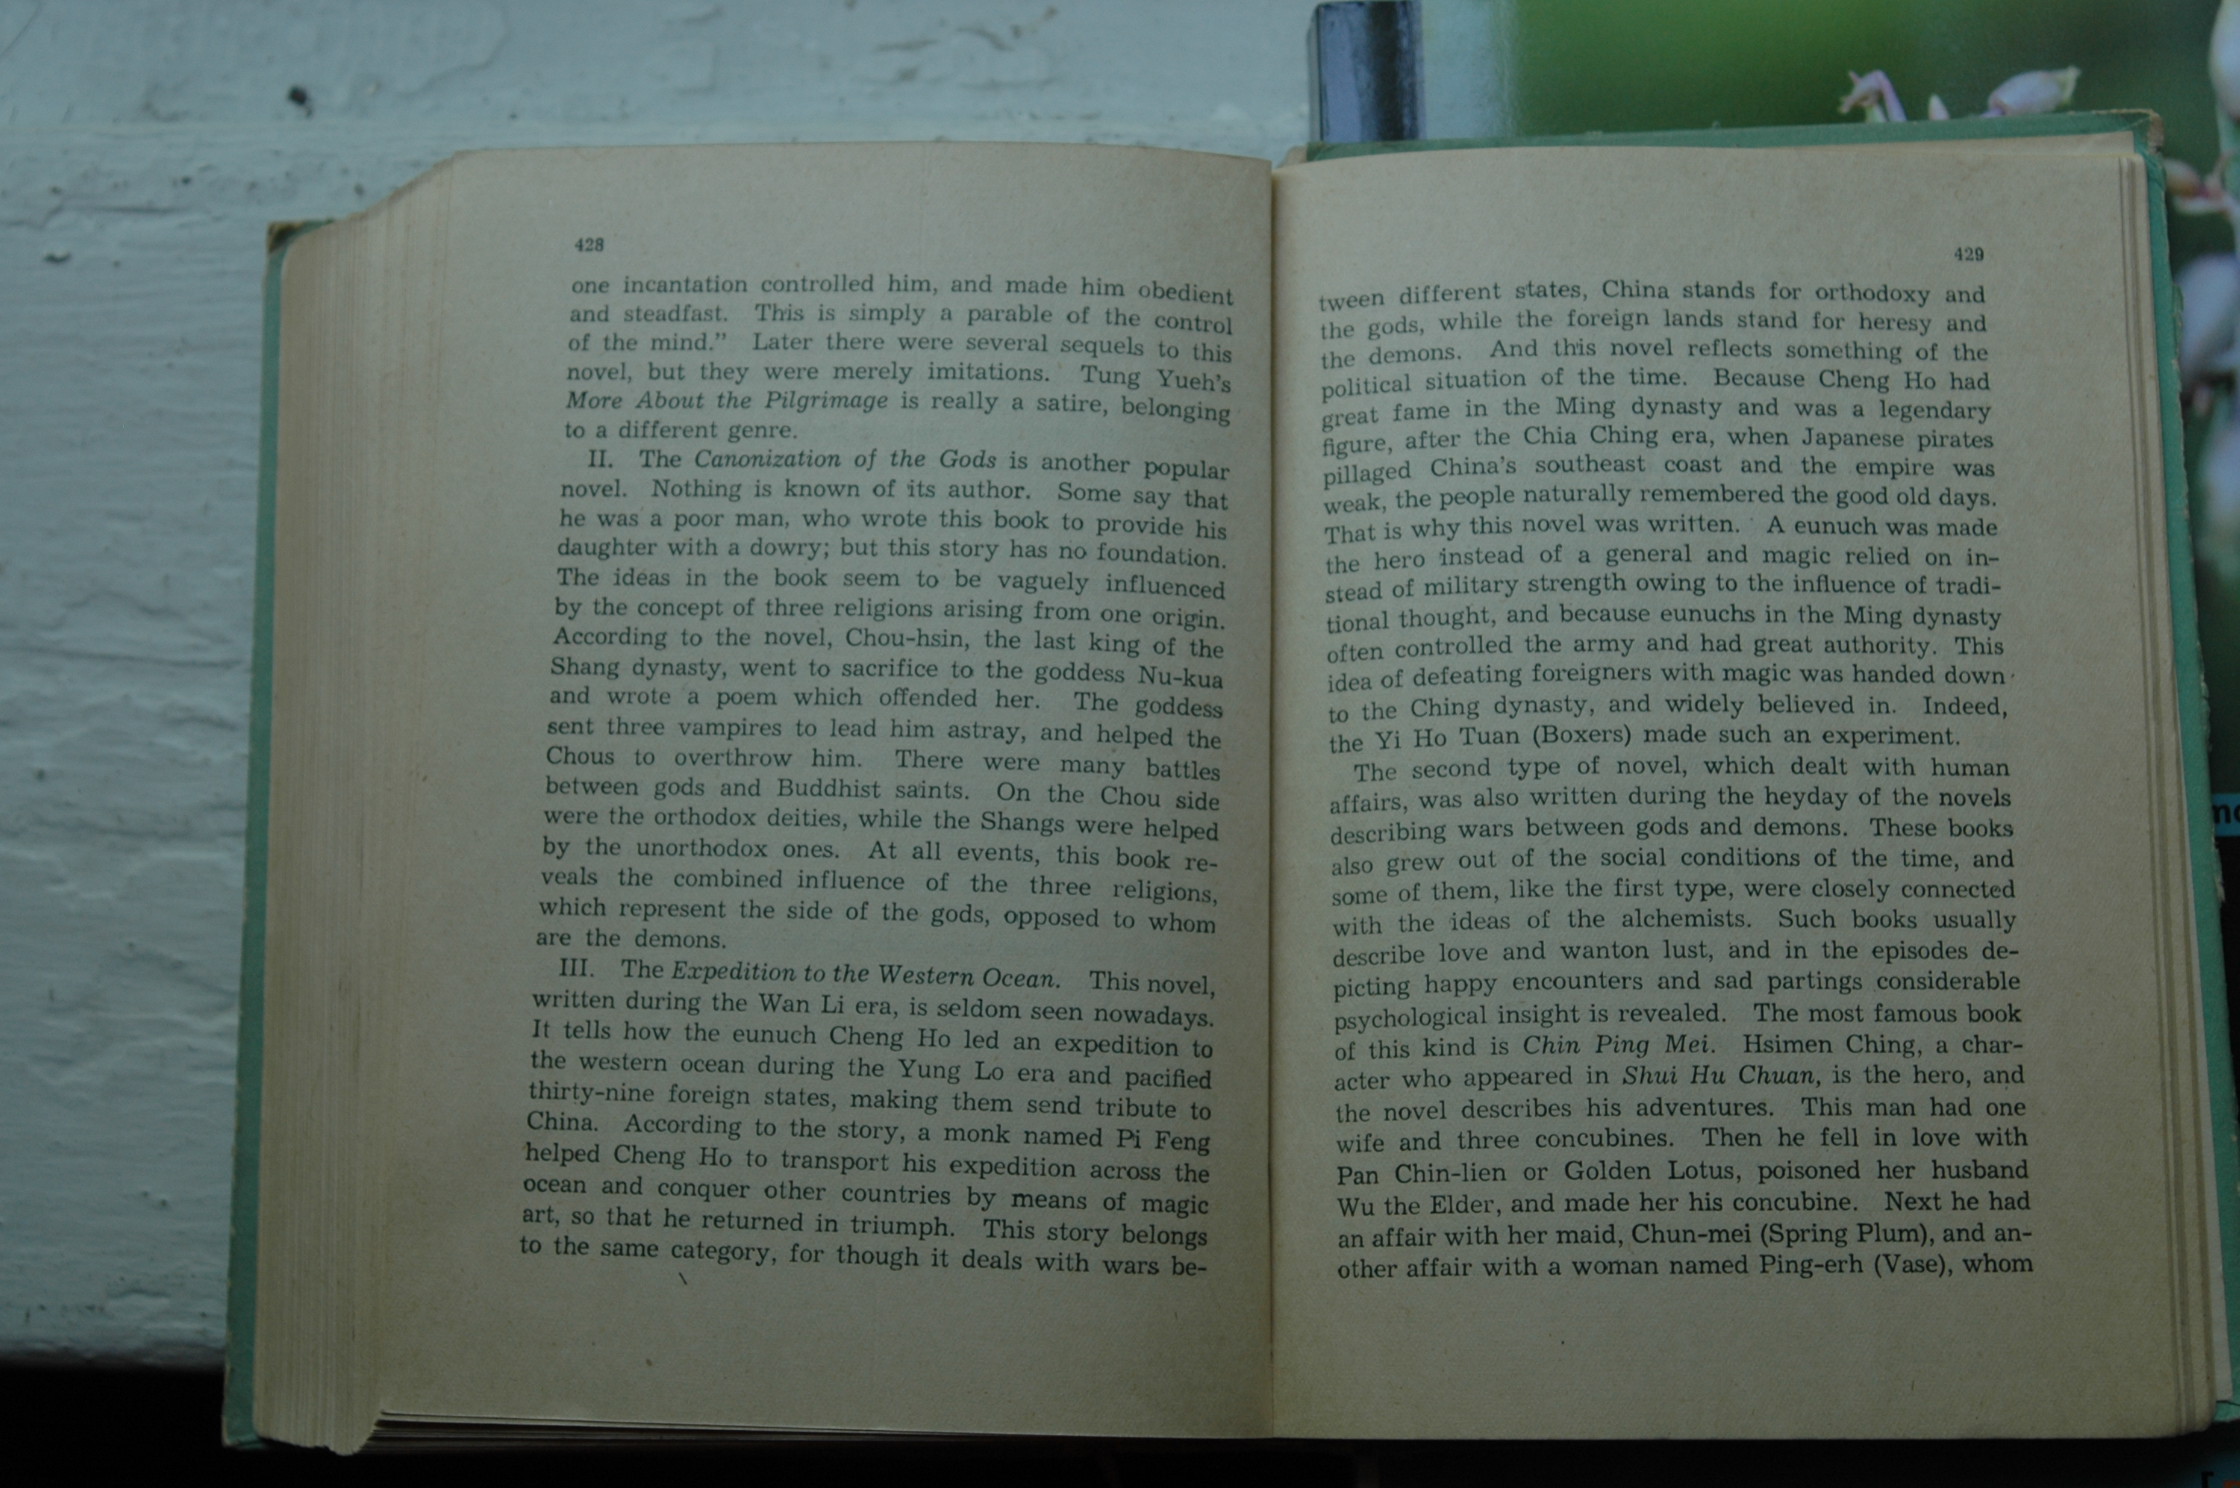 428
one incantation controlled him, and made him obedient
and steadfast. This is simply a parable of the control
of the mind.” Later there were several sequels to this
novel, but they were merely imitations. Tung Yueh’s
More About the Pilgrimage is really a satire, belonging
to a different genre.
II. The Canonization of the Gods is another popular
novel. Nothing is known of its author. Some say that
he was a poor man, who wrote this book to provide his
daughter with a dowry; but this story has no foundation.
The ideas in the book seem to be vaguely influenced
by the concept of three religions arising from one origin.
According to the novel, Chou-hsin, the last king of the
Shang dynasty, went to sacrifice to the goddess Nu-kua
and wrote a poem which offended her. The goddess
sent three vampires to lead him astray, and helped the
Chous to overthrow him. There were many battles
between gods and Buddhist saints. On the Chou side
were the orthodox deities, while the Shangs were helped
by the unorthodox ones. At all events, this book re-
veals the combined influence of the three religions,
which represent the side of the gods, opposed to whom
are the demons.
III. The Expedition to the Western Ocean. This novel,
written during the Wan Li era, is seldom seen nowadays.
It tells how the eunuch Cheng Ho led an expedition to
the western ocean during the Yung Lo era and pacified
thirty-nine foreign states, making them send tribute to
China. According to the story, a monk named Pi Feng
helped Cheng Ho to transport his expedition across the
ocean and conquer other countries by means of magic
art, so that he returned in triumph. This story belongs
to the same category, for though it deals with wars be-
429
tween different states, China stands for orthodoxy and
the gods, while the foreign lands stand for heresy and
the demons. And this novel reflects something of the
political situation of the time. Because Cheng Ho had
great fame in the Ming dynasty and was a legendary
figure, after the Chia Ching era, when Japanese pirates
pillaged China’s southeast coast and the empire was
weak, the people naturally remembered the good old days.
That is why this novel was written. A eunuch was made
the hero instead of a general and magic relied on in-
stead of military strength owing to the influence of tradi-
tional thought, and because eunuchs in the Ming dynasty
often controlled the army and had great authority. This
idea of defeating foreigners with magic was handed down
to the Ching dynasty, and widely believed in. Indeed,
the Yi Ho Tuan (Boxers) made such an experiment.
The second type of novel, which dealt with human
affairs, was also written during the heyday of the novels
describing wars between gods and demons. These books
also grew out of the social conditions of the time, and
some of them, like the first type, were closely connected
with the ideas of the alchemists. Such books usually
describe love and wanton lust, and in the episodes de-
picting happy encounters and sad partings considerable
psychological insight is revealed. The most famous book
of this kind is Chin Ping Mei. Hsimen Ching, a char-
acter who appeared in Shui Hu Chuan, is the hero, and
the novel describes his adventures. This man had one
wife and three concubines. Then he fell in love with
Pan Chin-lien or Golden Lotus, poisoned her husband
Wu the Elder, and made her his concubine. Next he had
an affair with her maid, Chun-mei (Spring Plum), and an-
other affair with a woman named Ping-erh (Vase), whom